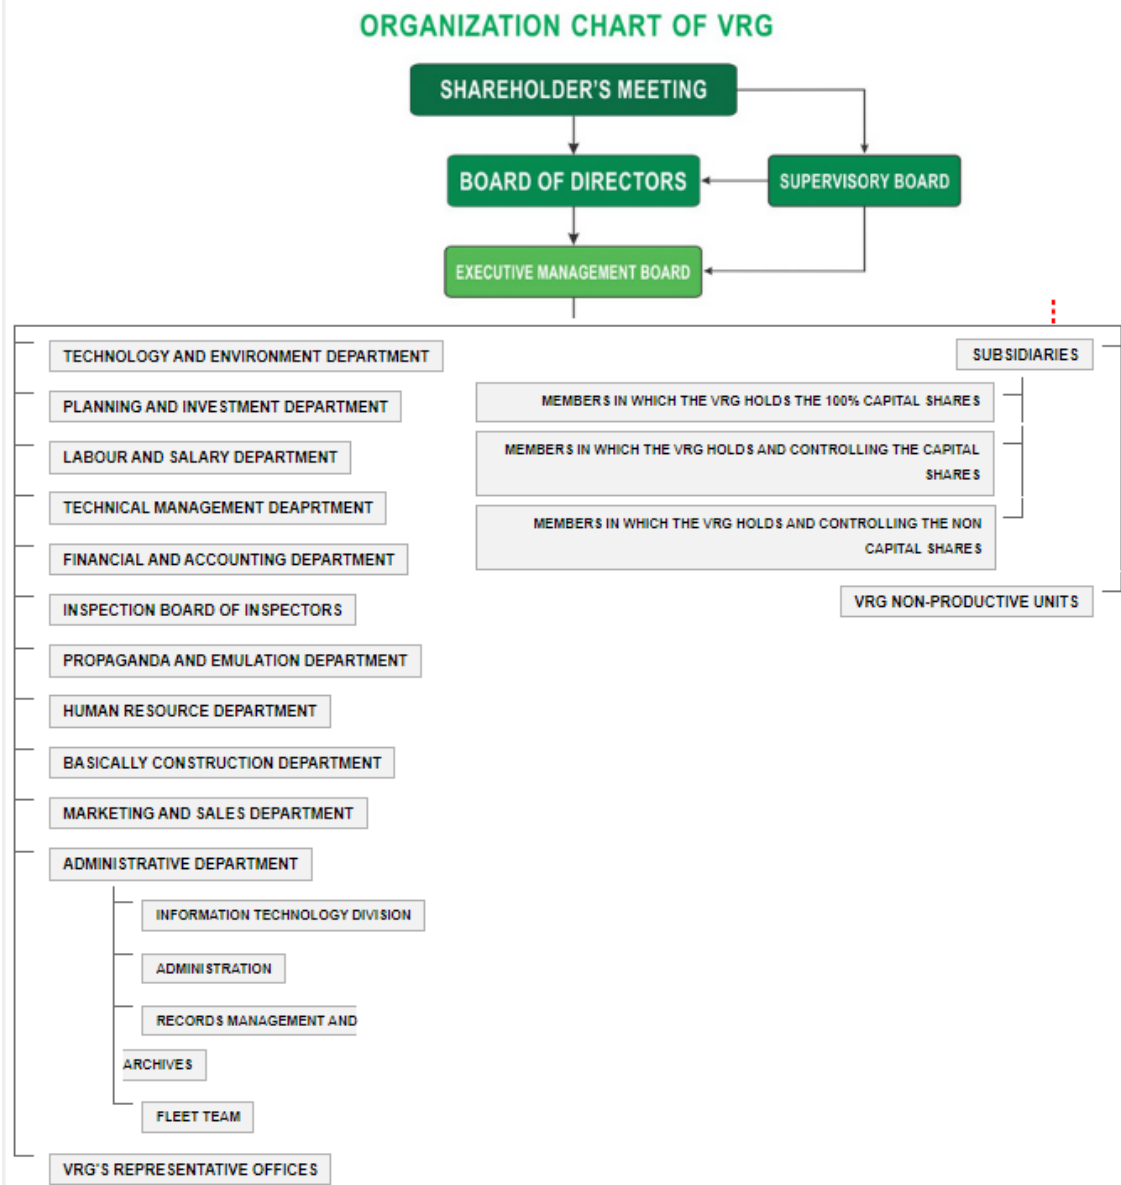 ORGANIZATION CHART OF VRG
SHAREHOLDER'S MEETING
BOARD OF DIRECTORS
SUPERVISORY BOARD
EXECUTIVE MANAGEMENT BOARD
TECHNOLOGY AND ENVIRONMENT DEPARTMENT
PLANNING AND INVESTMENT DEPARTMENT
LABOUR AND SALARY DEPARTMENT
TECHNICAL MANAGEMENT DEAPRTMENT
FINANCIAL AND ACCOUNTING DEPARTMENT
INSPECTION BOARD OF INSPECTORS
PROPAGANDA AND EMULATION DEPARTMENT
HUMAN RESOURCE DEPARTMENT
BASICALLY CONSTRUCTION DEPARTMENT
MARKETING AND SALES DEPARTMENT
ADMINISTRATIVE DEPARTMENT
INFORMATION TECHNOLOGY DIVISION
ADMINISTRATION
RECORDS MANAGEMENT AND
ARCHIVES
FLEET TEAM
VRG'S REPRESENTATIVE OFFICES
SUBSIDIARIES
MEMBERS IN WHICH THE VRG HOLDS THE 100% CAPITAL SHARES
MEMBERS IN WHICH THE VRG HOLDS AND CONTROLLING THE CAPITAL
SHARES
MEMBERS IN WHICH THE VRG HOLDS AND CONTROLLING THE NON
CAPITAL SHARES
VRG NON-PRODUCTIVE UNITS